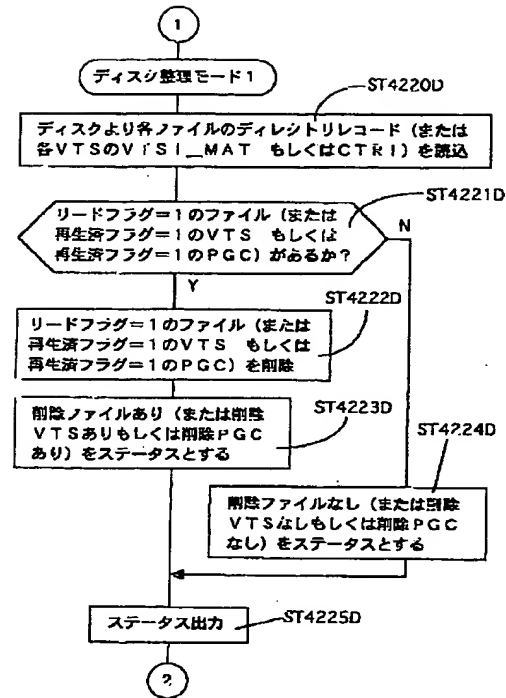 1
ディスク整理モード1
ST4220D
ディスクより各ファイルのディレクトリレコード（または
各VTSのVTSI_MAT もしくはCTRI）を読込
ST4221D
リードフラグ=1のファイル（または
再生済フラグ=1のVTS もしくは
再生済フラグ=1のPGC）があるか？
N
Y
ST4222D
リードフラグ=1のファイル（または
再生済フラグ=1のVTS もしくは
再生済フラグ=1のPGC）を削除
ST4223D
削除ファイルあり（または削除
VTSありもしくは削除PGC
あり）をステータスとする
ST4224D
削除ファイルなし（または削除
VTSなしもしくは削除PGC
なし）をステータスとする
ステータス出力
ST4225D
2